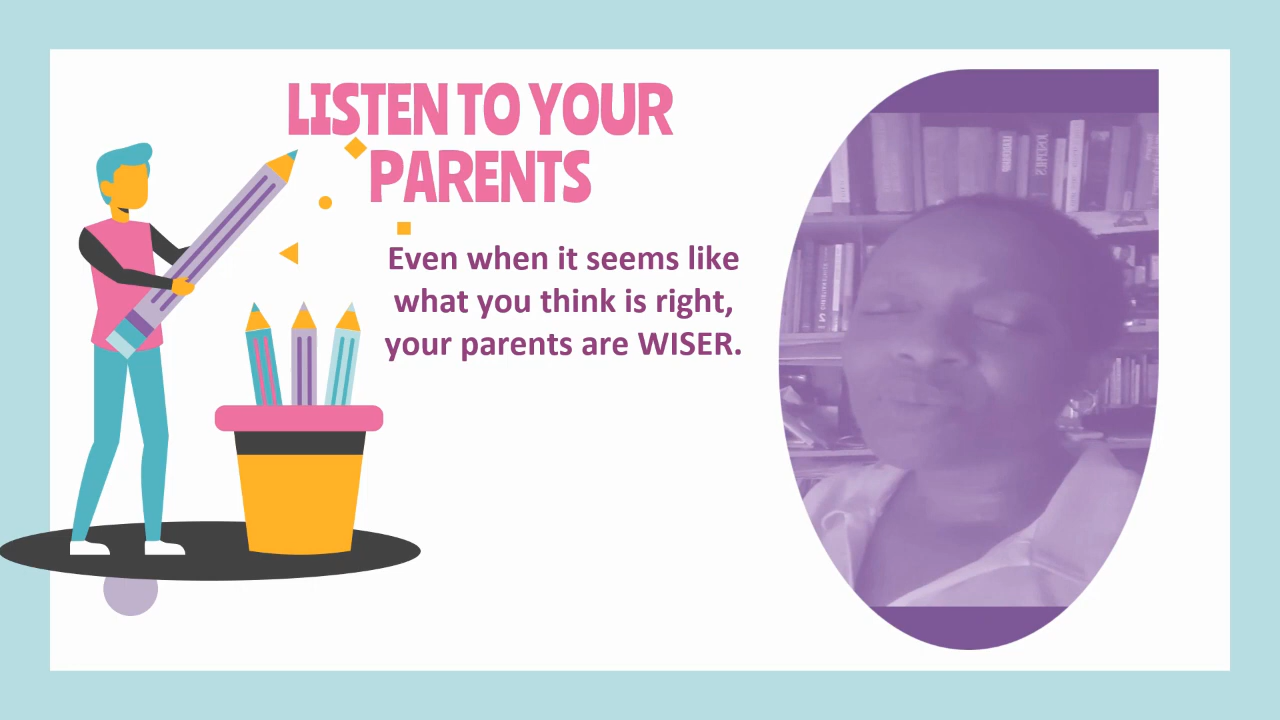 LISTEN TO YOUR
PARENTS
Even when it seems like
what you think is right,
your parents are WISER.